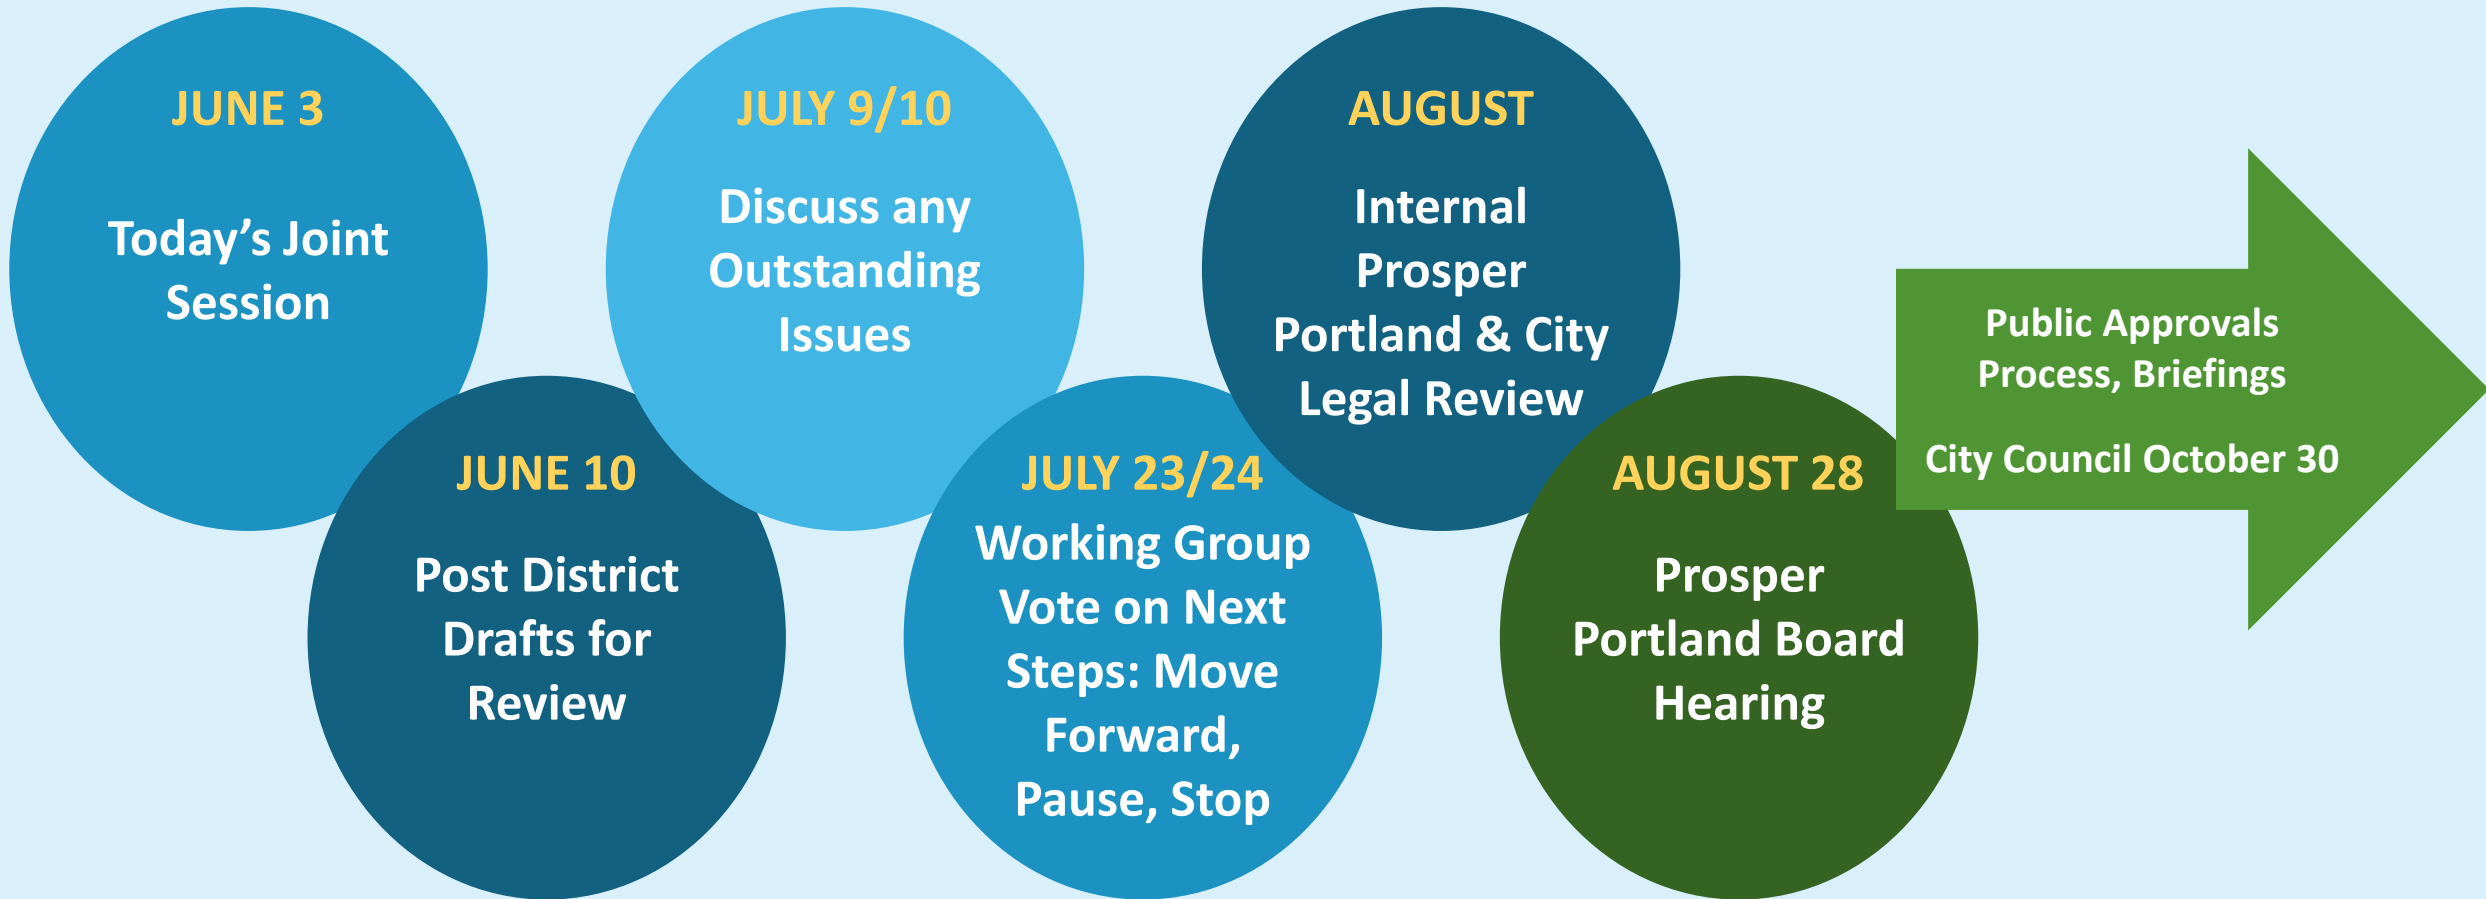 JUNE 3
Today’s Joint
Session
JUNE 10
Post District
Drafts for
Review
JULY 9/10
Discuss any
Outstanding
Issues
JULY 23/24
Working Group
Vote on Next
Steps: Move
Forward,
Pause, Stop
AUGUST
Internal
Prosper
Portland & City
Legal Review
AUGUST 28
Prosper
Portland Board
Hearing
Public Approvals
Process, Briefings
City Council October 30